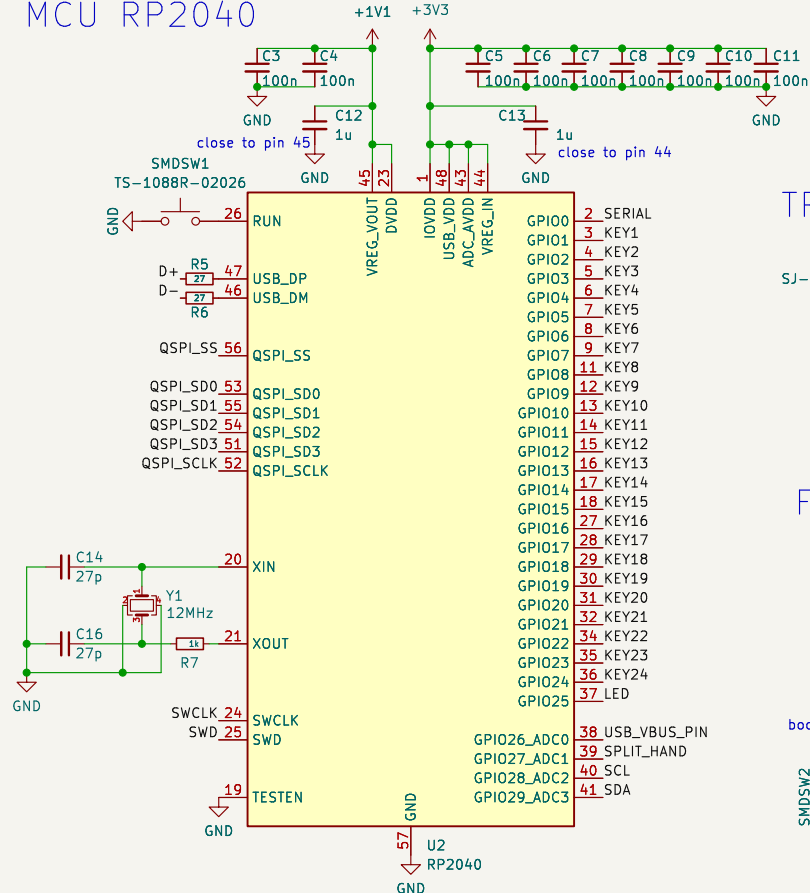 MCU RP2040
+1V1
+3V3
C3
C4
C5
C6
C7
C8
C9
C10
C11
100n
100n
100n
100n
100n
100n
100n
100n
100n
GND
GND
C12
1u
C13
1u
close to pin 45
close to pin 44
GND
GND
SMDSW1
TS-1088R-02026
GND
45
23
1
48
43
44
VREG_VOUT
DVDD
IOVDD
USB_VDD
ADC_AVDD
VREG_IN
26 RUN
D+ R5 27 47 USB_DP
D- 27 46 USB_DM
R6
QSPI_SS 56 QSPI_SS
QSPI_SD0 53 QSPI_SD0
QSPI_SD1 55 QSPI_SD1
QSPI_SD2 54 QSPI_SD2
QSPI_SD3 51 QSPI_SD3
QSPI_SCLK 52 QSPI_SCLK
C14
27p
20 XIN
Y1
12MHz
1
2
3
4
C16
27p
1k
R7
21 XOUT
GND
SWCLK 24 SWCLK
SWD 25 SWD
19 TESTEN
GND
GPIO0 2 SERIAL
GPIO1 3 KEY1
GPIO2 4 KEY2
GPIO3 5 KEY3
GPIO4 6 KEY4
GPIO5 7 KEY5
GPIO6 8 KEY6
GPIO7 9 KEY7
GPIO8 11 KEY8
GPIO9 12 KEY9
GPIO10 13 KEY10
GPIO11 14 KEY11
GPIO12 15 KEY12
GPIO13 16 KEY13
GPIO14 17 KEY14
GPIO15 18 KEY15
GPIO16 27 KEY16
GPIO17 28 KEY17
GPIO18 29 KEY18
GPIO19 30 KEY19
GPIO20 31 KEY20
GPIO21 32 KEY21
GPIO22 34 KEY22
GPIO23 35 KEY23
GPIO24 36 KEY24
GPIO25 37 LED
GPIO26_ADC0 38 USB_VBUS_PIN
GPIO27_ADC1 39 SPLIT_HAND
GPIO28_ADC2 40 SCL
GPIO29_ADC3 41 SDA
GND
57
U2
RP2040
GND
SJ-
SMDSW2